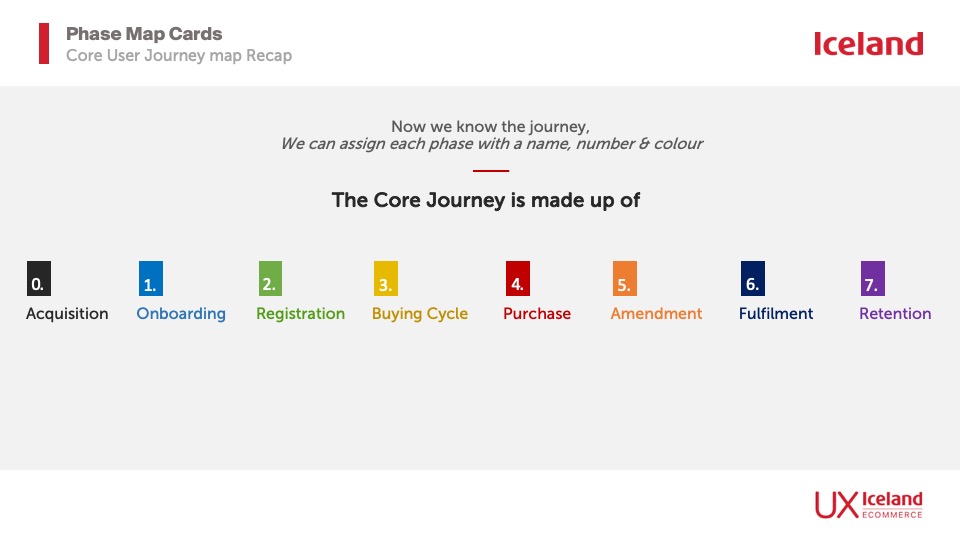 Phase Map Cards
Core User Journey map Recap
Iceland
Now we know the journey,
We can assign each phase with a name, number & colour
The Core Journey is made up of
0. 1. 2. 3. 4. 5. 6. 7.
Acquisition Onboarding Registration Buying Cycle Purchase Amendment Fulfilment Retention
UX Iceland
ECOMMERCE